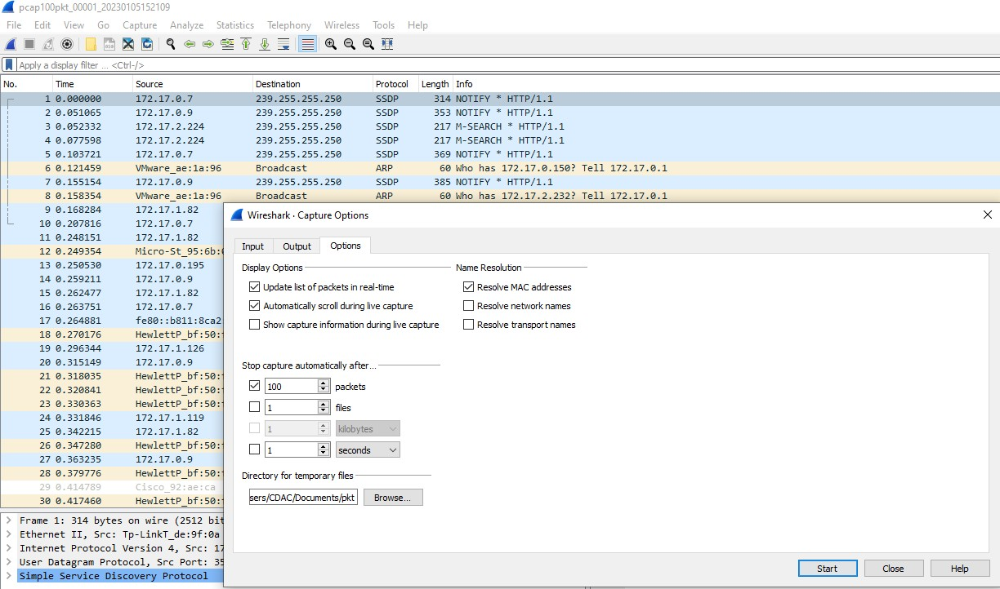 pcap100pkt_00001_20230105152109
File Edit View Go Capture Analyze Statistics Telephony Wireless Tools Help
Apply a display filter ... <Ctrl-/>
No. Time Source Destination Protocol Length Info
1 0.000000 172.17.0.7 239.255.255.250 SSDP 314 NOTIFY * HTTP/1.1
2 0.051065 172.17.0.9 239.255.255.250 SSDP 353 NOTIFY * HTTP/1.1
3 0.052332 172.17.2.224 239.255.255.250 SSDP 217 M-SEARCH * HTTP/1.1
4 0.077598 172.17.2.224 239.255.255.250 SSDP 217 M-SEARCH * HTTP/1.1
5 0.103721 172.17.0.7 239.255.255.250 SSDP 369 NOTIFY * HTTP/1.1
6 0.121459 VMware_ae:1a:96 Broadcast ARP 60 Who has 172.17.0.150? Tell 172.17.0.1
7 0.155154 172.17.0.9 239.255.255.250 SSDP 385 NOTIFY * HTTP/1.1
8 0.158354 VMware_ae:1a:96 Broadcast ARP 60 Who has 172.17.2.232? Tell 172.17.0.1
9 0.168284 172.17.1.82
10 0.207816 172.17.0.7
11 0.248151 172.17.1.82
12 0.249354 Micro-St_95:6b:
13 0.250530 172.17.0.195
14 0.259211 172.17.0.9
15 0.262477 172.17.1.82
16 0.263751 172.17.0.7
17 0.264881 fe80::b811:8ca2
18 0.270176 HewlettP_bf:50:
19 0.296344 172.17.1.126
20 0.315149 172.17.0.9
21 0.318035 HewlettP_bf:50:
22 0.320841 HewlettP_bf:50:
23 0.330363 HewlettP_bf:50:
24 0.331846 172.17.1.119
25 0.342215 172.17.1.82
26 0.347280 HewlettP_bf:50:
27 0.363235 172.17.0.9
28 0.379776 HewlettP_bf:50:
29 0.414789 Cisco_92:ae:ca
30 0.417460 HewlettP_bf:50:
Frame 1: 314 bytes on wire (2512 bit
Ethernet II, Src: Tp-LinkT_de:9f:0a
Internet Protocol Version 4, Src: 17
User Datagram Protocol, Src Port: 35
Simple Service Discovery Protocol
Wireshark · Capture Options
Input Output Options
Display Options
Update list of packets in real-time
Automatically scroll during live capture
Show capture information during live capture
Name Resolution
Resolve MAC addresses
Resolve network names
Resolve transport names
Stop capture automatically after...
100 packets
1 files
1 kilobytes
1 seconds
Directory for temporary files
sers/CDAC/Documents/pkt Browse...
Start Close Help